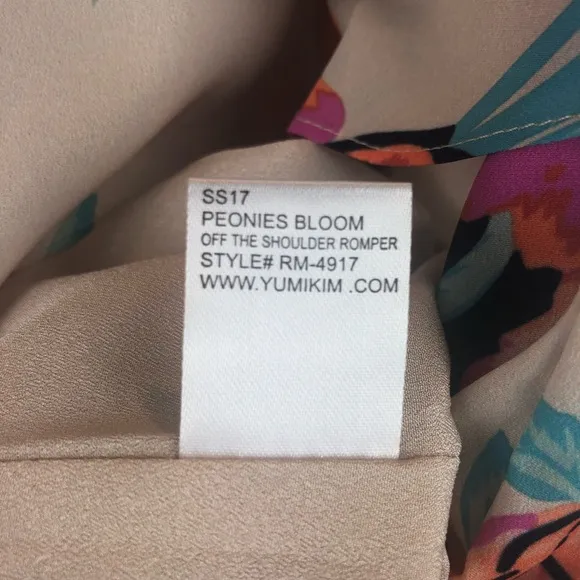 SS17
PEONIES BLOOM
OFF THE SHOULDER ROMPER
STYLE# RM-4917
WWW.YUMIKIM .COM